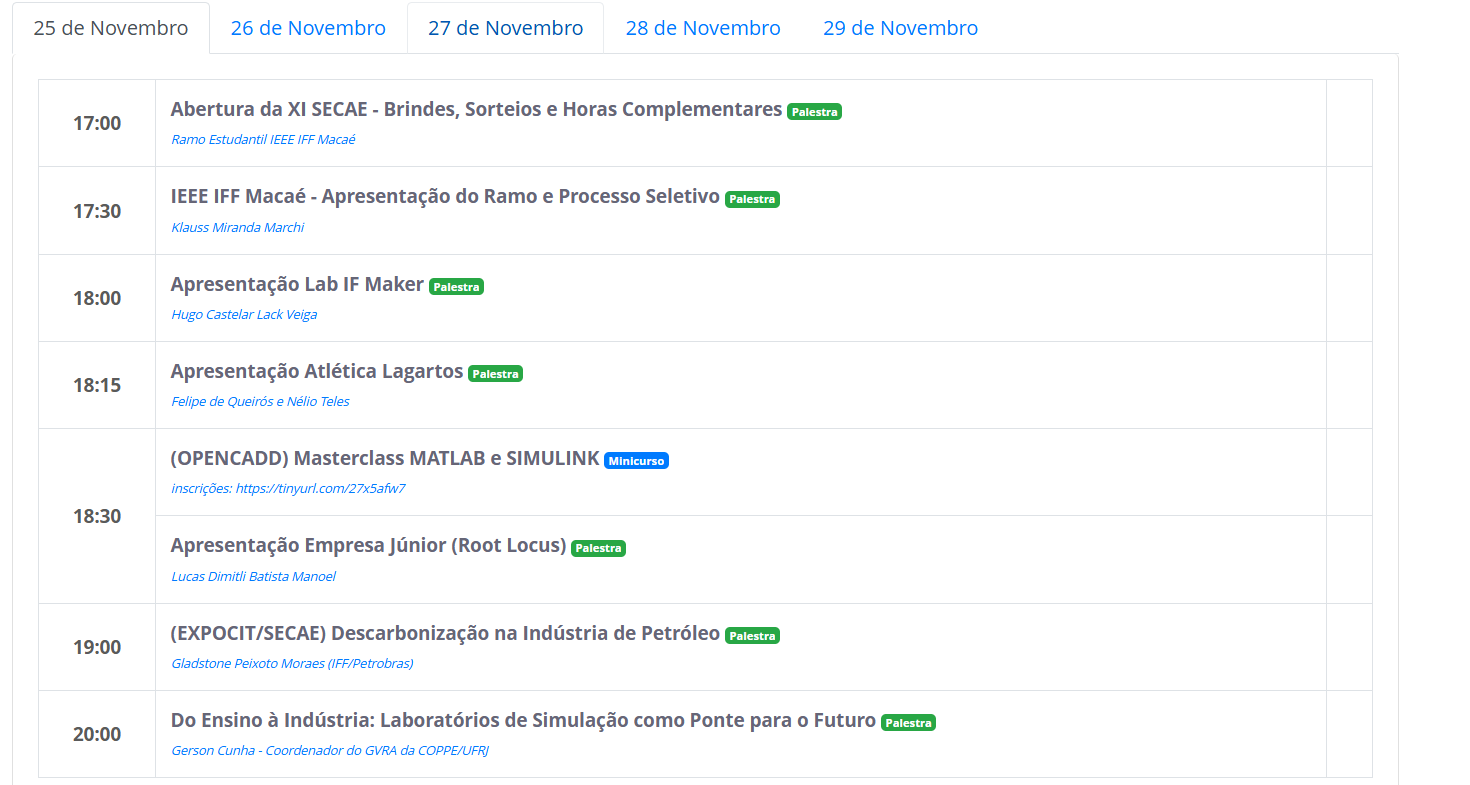 25 de Novembro 26 de Novembro 27 de Novembro 28 de Novembro 29 de Novembro
17:00
Abertura da XI SECAE - Brindes, Sorteios e Horas Complementares Palestra
Ramo Estudantil IEEE IFF Macaé
17:30
IEEE IFF Macaé - Apresentação do Ramo e Processo Seletivo Palestra
Klauss Miranda Marchi
18:00
Apresentação Lab IF Maker Palestra
Hugo Castelar Lack Veiga
18:15
Apresentação Atlética Lagartos Palestra
Felipe de Queirós e Nélio Teles
18:30
(OPENCADD) Masterclass MATLAB e SIMULINK Minicurso
inscrições: https://tinyurl.com/27x5afw7
Apresentação Empresa Júnior (Root Locus) Palestra
Lucas Dimitli Batista Manoel
19:00
(EXPOCIT/SECAE) Descarbonização na Indústria de Petróleo Palestra
Gladstone Peixoto Moraes (IFF/Petrobras)
20:00
Do Ensino à Indústria: Laboratórios de Simulação como Ponte para o Futuro Palestra
Gerson Cunha - Coordenador do GVRA da COPPE/UFRJ